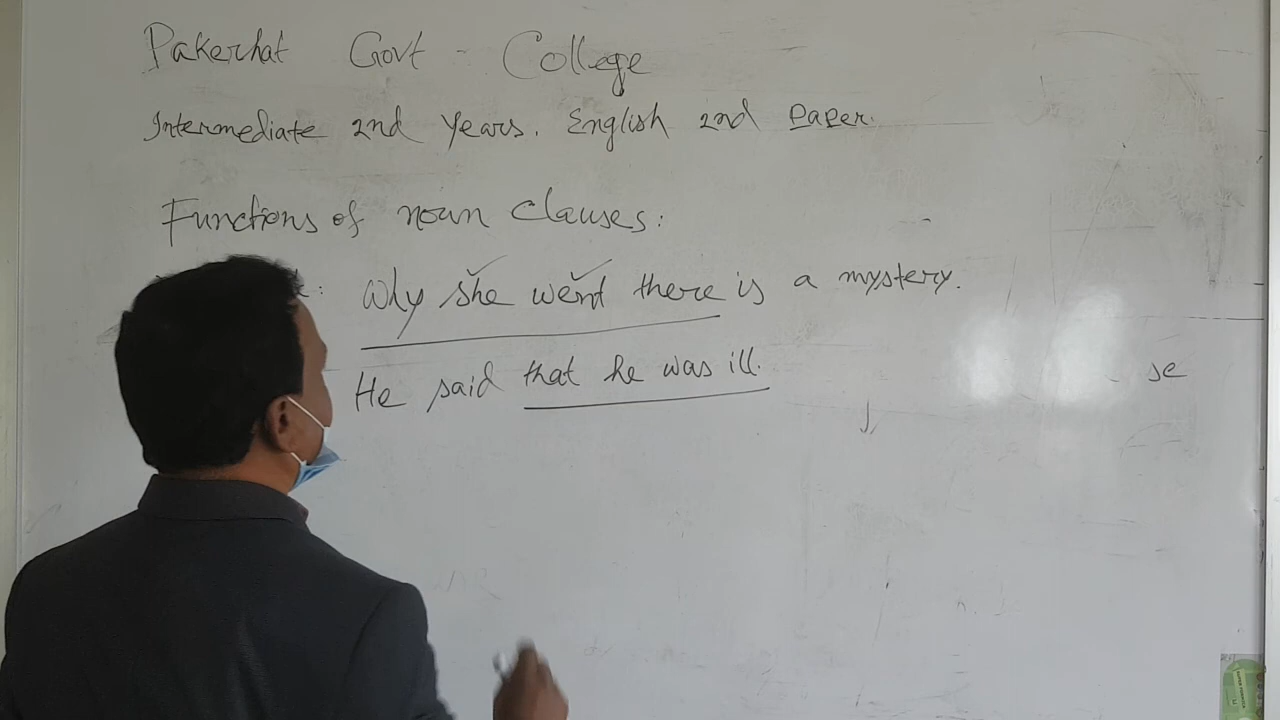 Pakerhat Govt - College
Intermediate 2nd Years. English 2nd Paper.
Functions of noun Clauses:
: Why she went there is a mystery.
He said that he was ill.
se